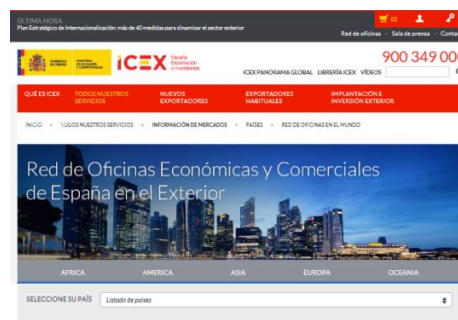 ÚLTIMA HORA
Plan Estratégico de Internacionalización: más de 40 medidas para dinamizar el sector exterior
Red de oficinas - Sala de prensa - Conta
GOBIERNO DE ESPAÑA
ICEX España Exportación e Inversiones
900 349 00
ICEX PANORAMA GLOBAL LIBRERÍA ICEX VÍDEOS
QUÉ ES ICEX
TODOS NUESTROS SERVICIOS
NUEVOS EXPORTADORES
EXPORTADORES HABITUALES
IMPLANTACIÓN E INVERSIÓN EXTERIOR
INICIO » TODOS NUESTROS SERVICIOS » INFORMACIÓN DE MERCADOS » PAÍSES » RED DE OFICINAS EN EL MUNDO
Red de Oficinas Económicas y Comerciales
de España en el Exterior
AFRICA AMERICA ASIA EUROPA OCEANIA
SELECCIONE SU PAÍS Listado de países